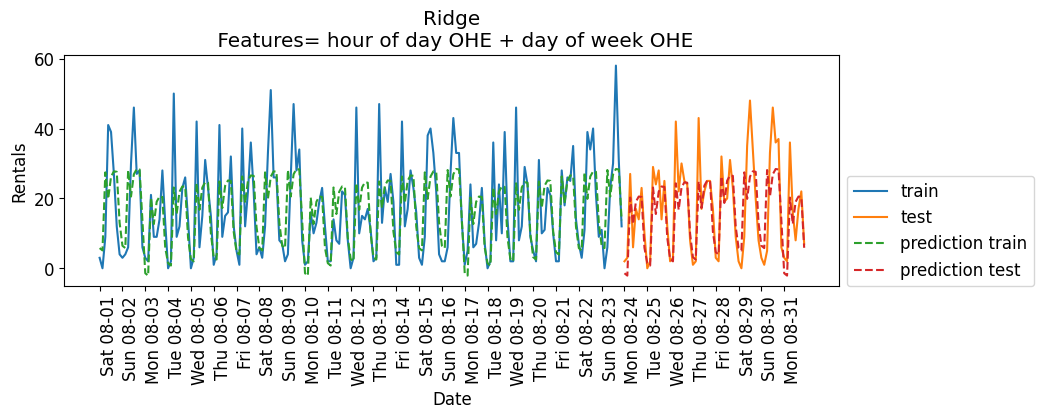 Ridge
Features= hour of day OHE + day of week OHE
60
40
20
0
Rentals
Sat 08-01
Sun 08-02
Mon 08-03
Tue 08-04
Wed 08-05
Thu 08-06
Fri 08-07
Sat 08-08
Sun 08-09
Mon 08-10
Tue 08-11
Wed 08-12
Thu 08-13
Fri 08-14
Sat 08-15
Sun 08-16
Mon 08-17
Tue 08-18
Wed 08-19
Thu 08-20
Fri 08-21
Sat 08-22
Sun 08-23
Mon 08-24
Tue 08-25
Wed 08-26
Thu 08-27
Fri 08-28
Sat 08-29
Sun 08-30
Mon 08-31
Date
train
test
prediction train
prediction test